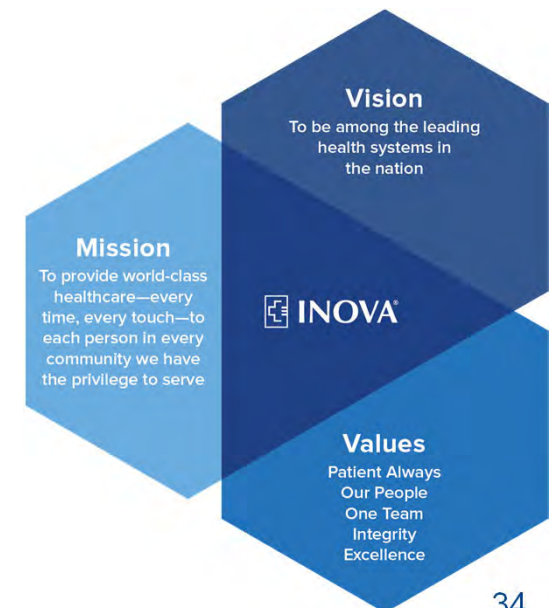 Vision
To be among the leading
health systems in
the nation
Mission
To provide world-class
healthcare—every
time, every touch—to
each person in every
community we have
the privilege to serve
INOVA®
Values
Patient Always
Our People
One Team
Integrity
Excellence
34